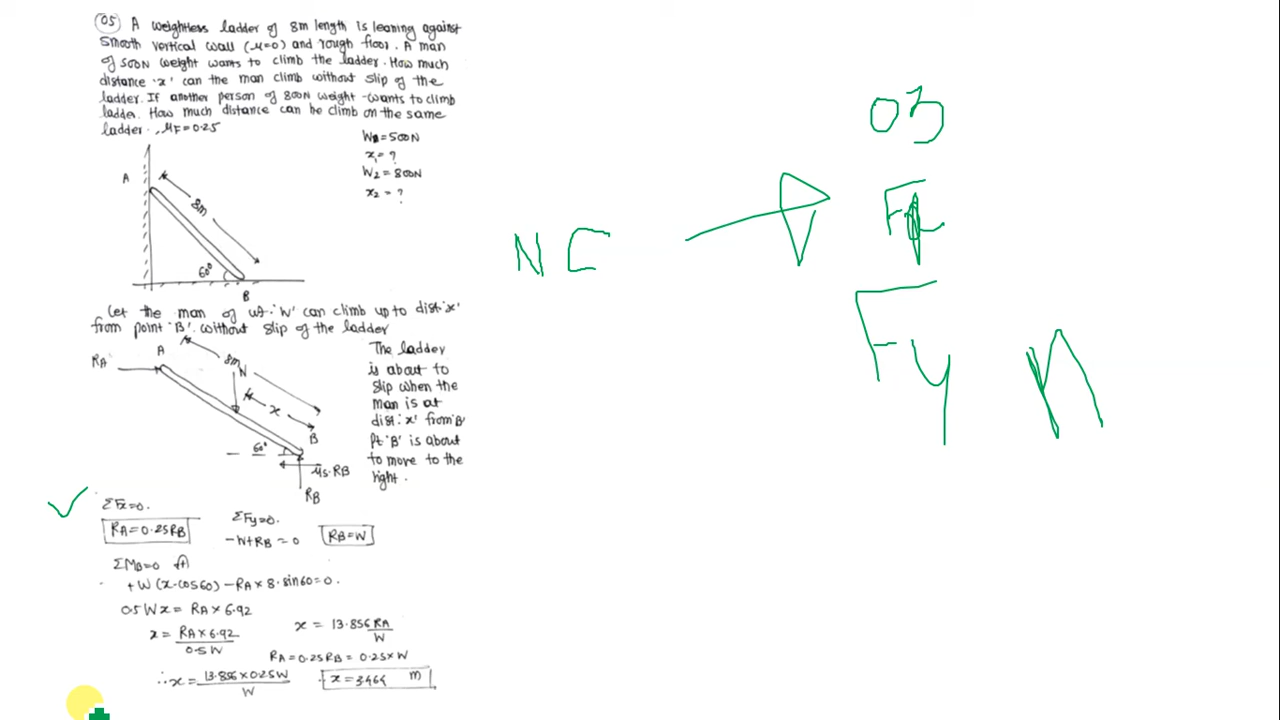 05 A weightless ladder of 8m length is leaning against
smooth vertical wall (μ=0) and rough floor. A man
of 500N weight wants to climb the ladder. How much
distance 'x' can the man climb without slip of the
ladder. If another person of 800N weight wants to climb
ladder. How much distance can he climb on the same
ladder. μF=0.25
W1=500N
x1=?
W2=800N
x2=?
A
8m
60°
B
Let the man of wt. 'W' can climb up to dist. 'x'
from point 'B' without slip of the ladder
RA
A
8m
W
x
B
60°
μs·RB
RB
The ladder
is about to
slip when the
man is at
dist. 'x' from 'B'
Pt. 'B' is about
to move to the
right.
ΣFx=0.
RA=0.25RB
ΣFy=0.
-W+RB=0
RB=W
ΣMB=0
+W(x·cos60)-RA×8·sin60=0.
0.5Wx=RA×6.92
x=RA×6.92/0.5W
x=13.856RA/W
RA=0.25RB=0.25×W
∴x=13.856×0.25W/W
x=3.464 m
03
NC
Fx
Fy
n